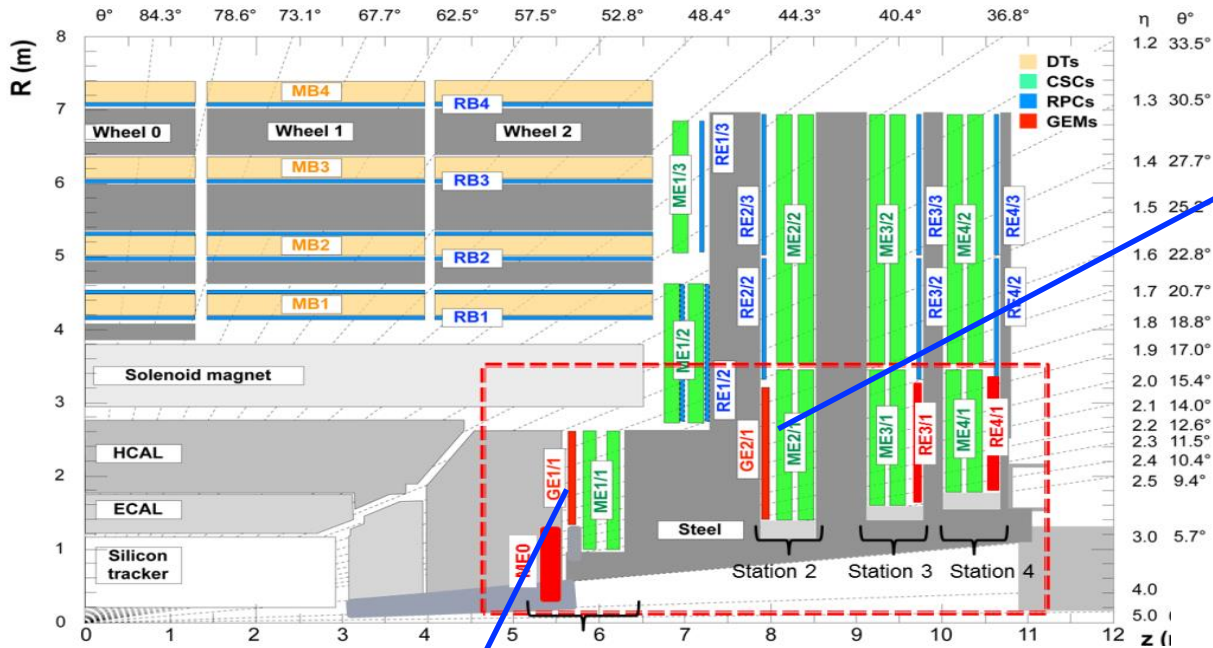 θ° 84.3° 78.6° 73.1° 67.7° 62.5° 57.5° 52.8° 48.4° 44.3° 40.4° 36.8° η θ°
R (m)
8
7
6
5
4
3
2
1
0
1.2 33.5°
1.3 30.5°
1.4 27.7°
1.5
1.6 22.8°
1.7 20.7°
1.8 18.8°
1.9 17.0°
2.0 15.4°
2.1 14.0°
2.2 12.6°
2.3 11.5°
2.4 10.4°
2.5 9.4°
3.0 5.7°
4.0
5.0
DTs
CSCs
RPCs
GEMs
MB4
RB4
Wheel 0
Wheel 1
Wheel 2
MB3
RB3
MB2
RB2
MB1
RB1
Solenoid magnet
HCAL
ECAL
Silicon tracker
Steel
ME1/3
RE1/3
ME1/2
RE1/2
GE1/1
ME1/1
ME0
RE2/3
RE2/2
ME2/2
GE2/1
ME2/1
ME3/2
RE3/3
RE3/2
ME3/1
RE3/1
ME4/2
RE4/3
RE4/2
ME4/1
RE4/1
Station 2
Station 3
Station 4
0 1 2 3 4 5 6 7 8 9 10 11 12
z